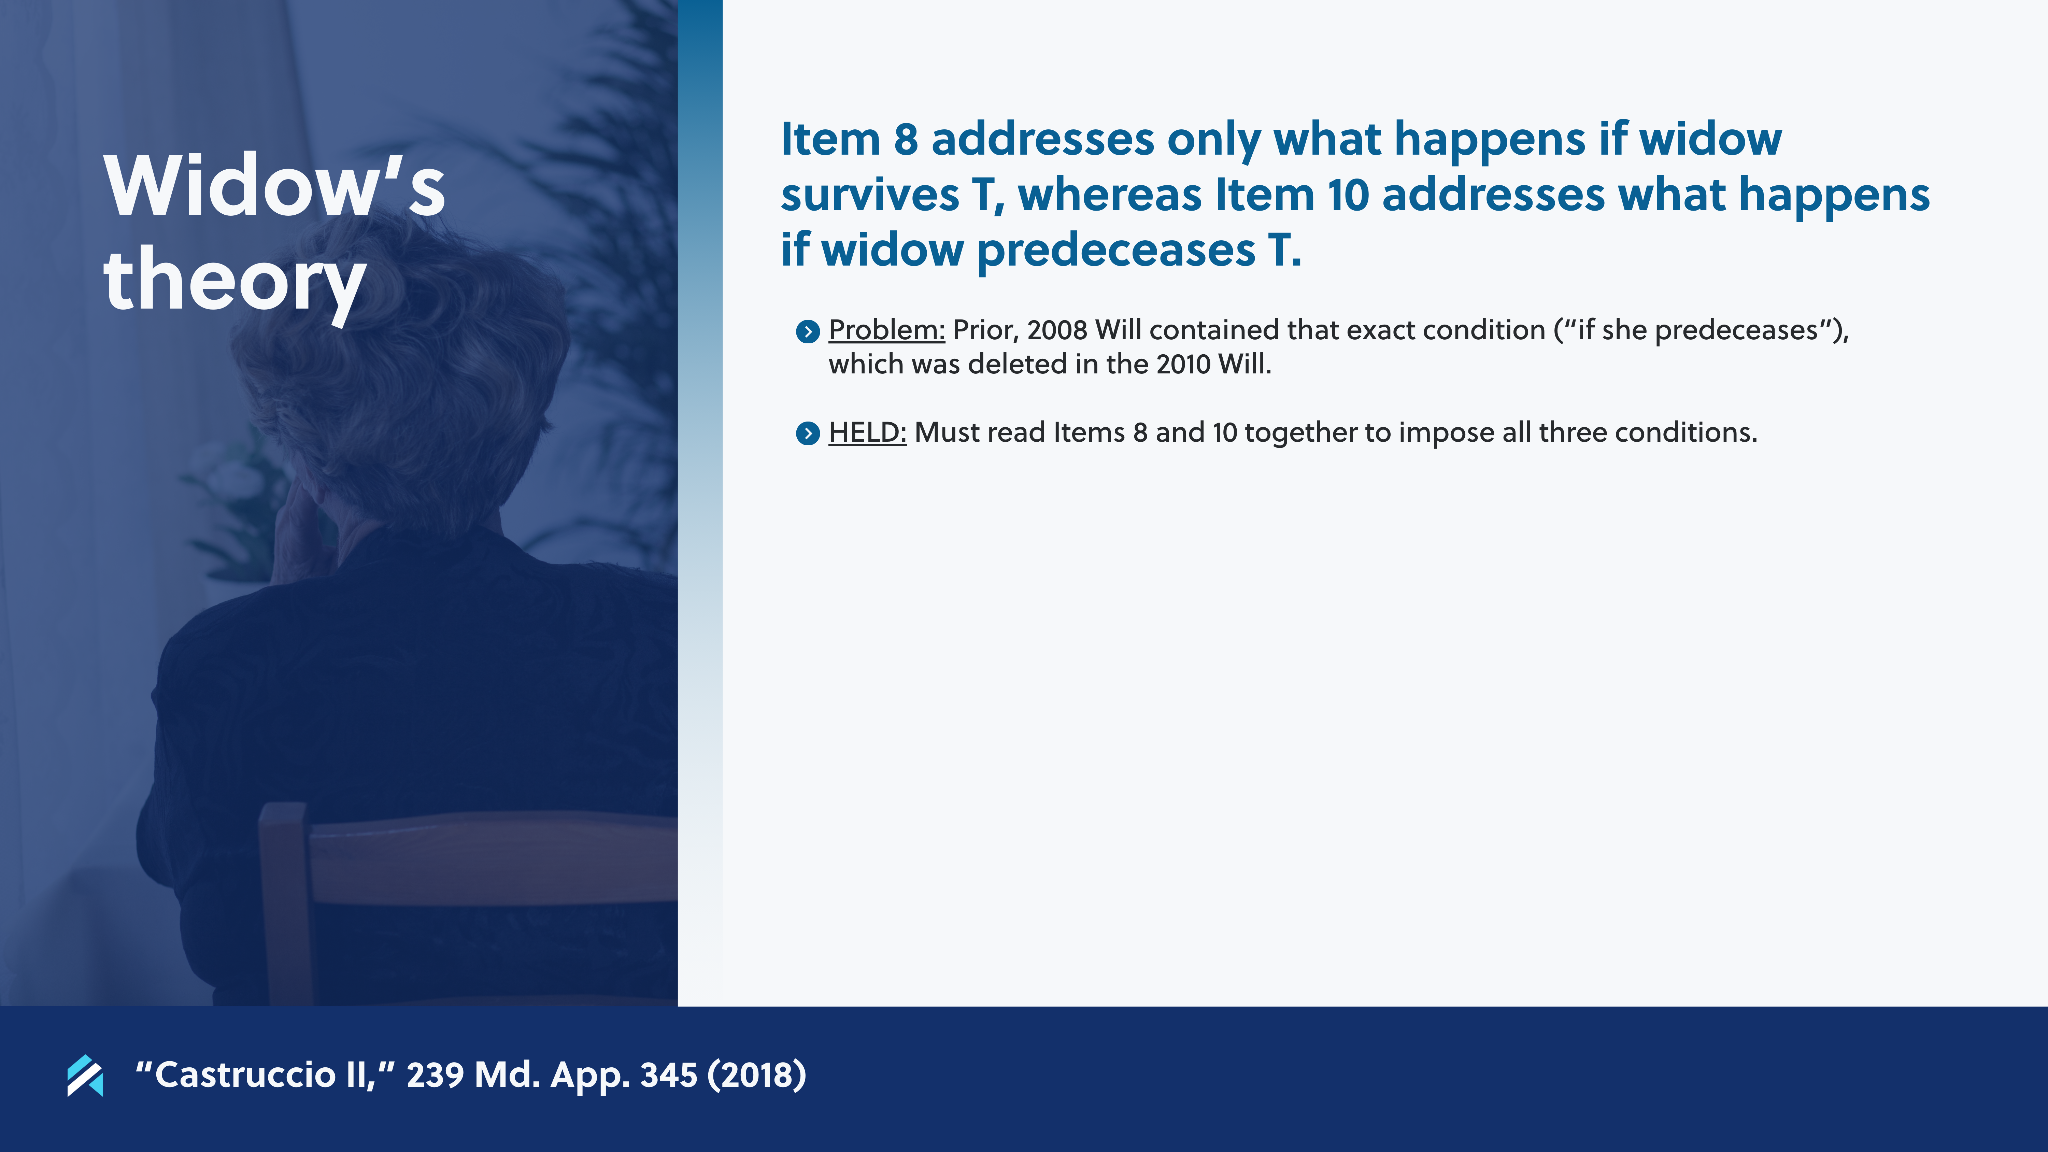 Widow’s
theory
Item 8 addresses only what happens if widow
survives T, whereas Item 10 addresses what happens
if widow predeceases T.
Problem: Prior, 2008 Will contained that exact condition (“if she predeceases”),
which was deleted in the 2010 Will.
HELD: Must read Items 8 and 10 together to impose all three conditions.
“Castruccio II,” 239 Md. App. 345 (2018)